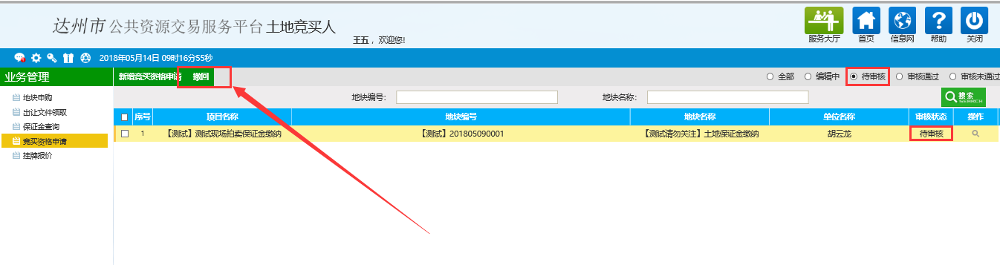 达州市 公共资源交易服务平台 土地竞买人
王五，欢迎您!
服务大厅 首页 信息网 帮助 关闭
2018年05月14日 09时16分55秒
业务管理
新增竞买资格申请 撤回 全部 编辑中 待审核 审核通过 审核未通过
地块申购
出让文件领取
保证金查询
竞买资格申请
挂牌报价
地块编号: 地块名称: 搜索 SEARCH
序号 项目名称 地块编号 地块名称 单位名称 审核状态 操作
1 【测试】测试现场拍卖保证金缴纳 【测试】201805090001 【测试请勿关注】土地保证金缴纳 胡云龙 待审核